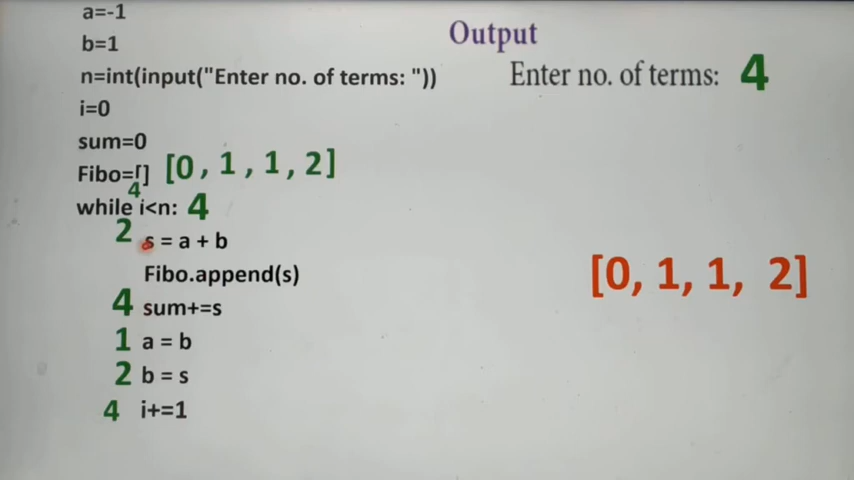 a=-1
b=1
n=int(input("Enter no. of terms: "))
i=0
sum=0
Fibo=[] [0, 1, 1, 2]
4
while i<n: 4
2 s = a + b
Fibo.append(s)
4 sum+=s
1 a = b
2 b = s
4 i+=1
Output
Enter no. of terms: 4
[0, 1, 1, 2]